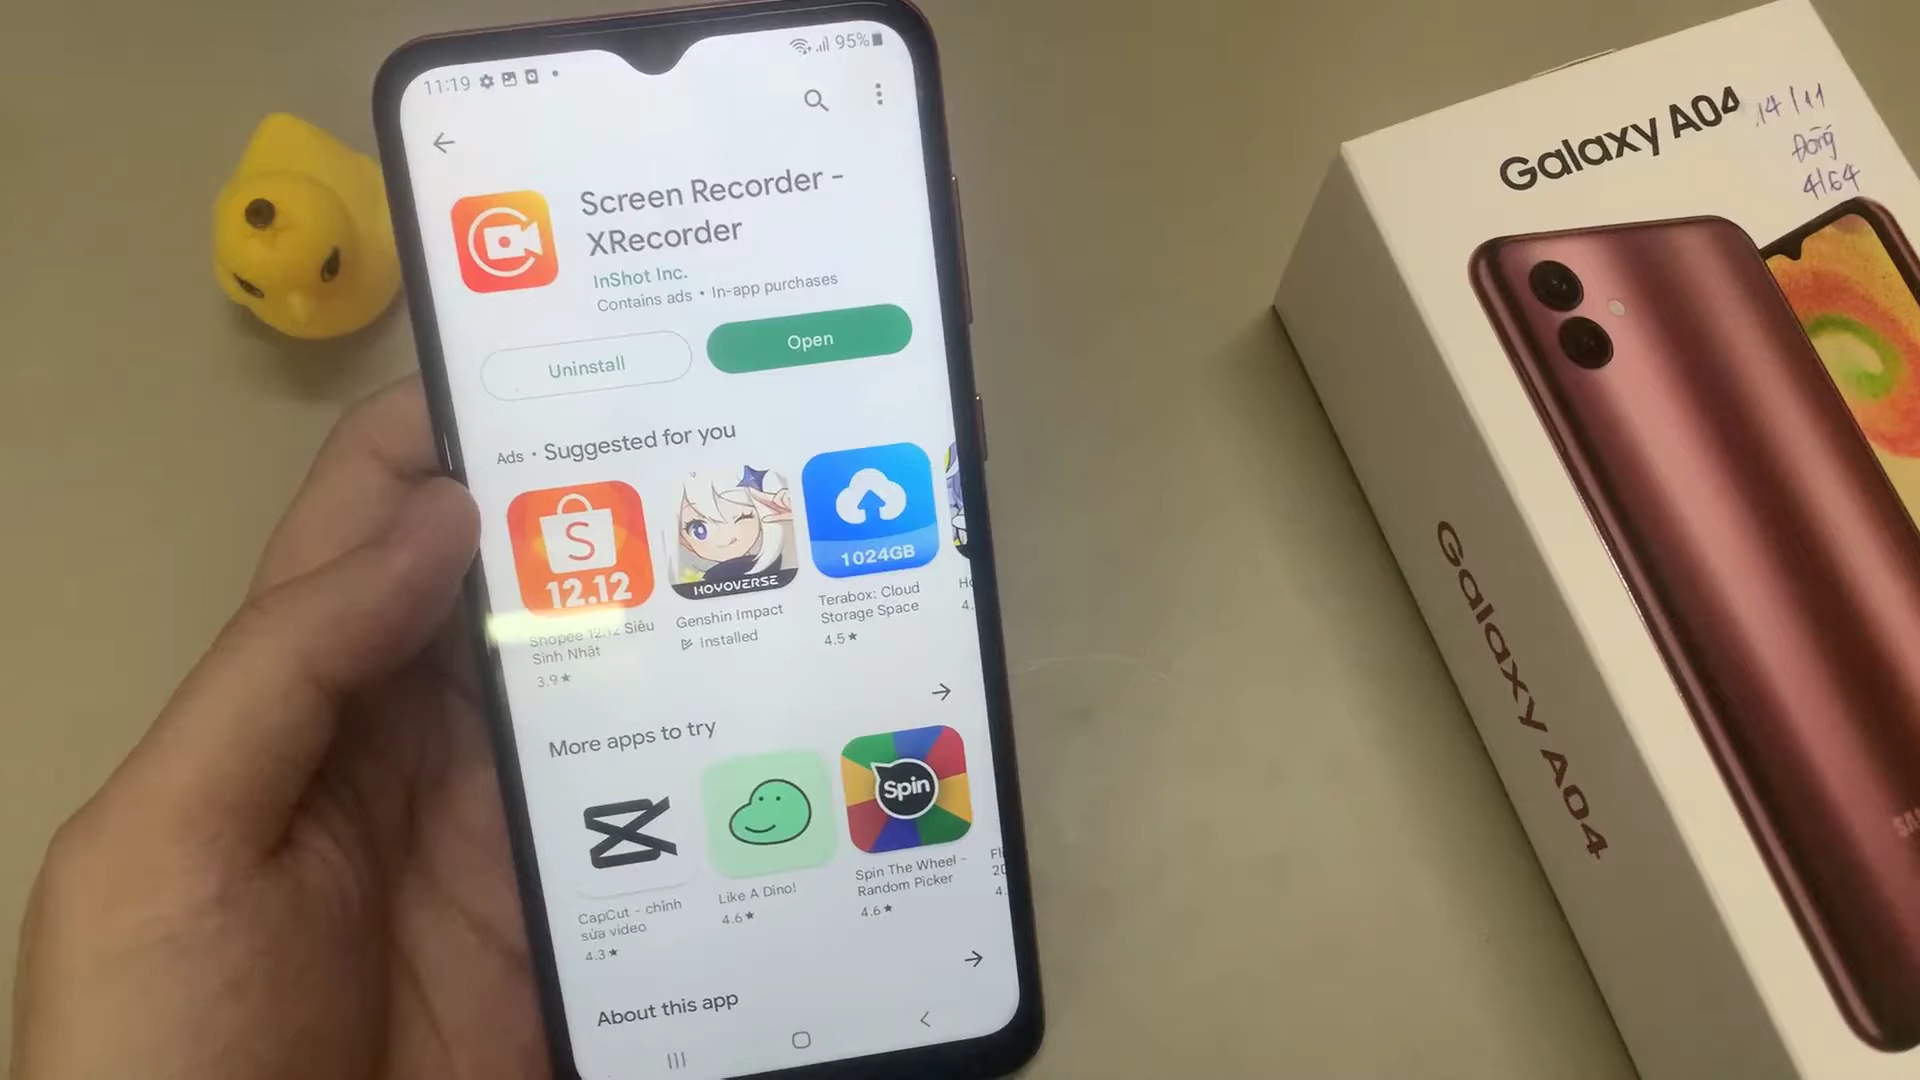 11:19
95%
Screen Recorder -
XRecorder
InShot Inc.
Contains ads • In-app purchases
Uninstall
Open
Ads • Suggested for you
S
12.12
HOYOVERSE
1024GB
Shopee 12.12 Siêu
Sinh Nhật
3.9★
Genshin Impact
Installed
Terabox: Cloud
Storage Space
4.5★
4.
More apps to try
Spin
CapCut - chỉnh
sửa video
4.3★
Like A Dino!
4.6★
Spin The Wheel -
Random Picker
4.6★
4.
About this app
Galaxy A04
14/11
Đồng
4/64
Galaxy A04